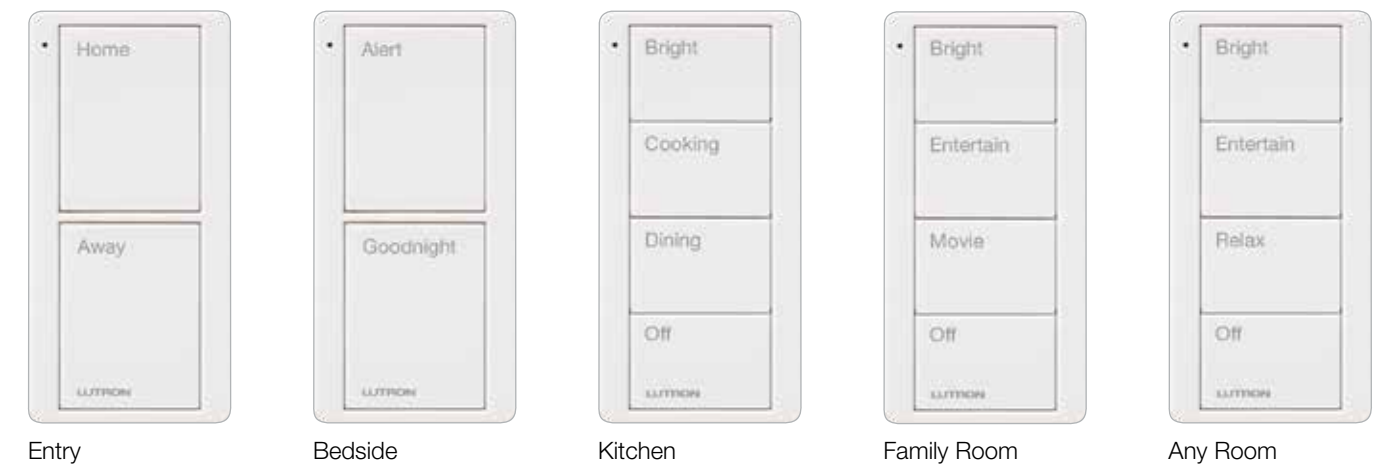 Home
Away
LUTRON
Entry
Alert
Goodnight
LUTRON
Bedside
Bright
Cooking
Dining
Off
LUTRON
Kitchen
Bright
Entertain
Movie
Off
LUTRON
Family Room
Bright
Entertain
Relax
Off
LUTRON
Any Room